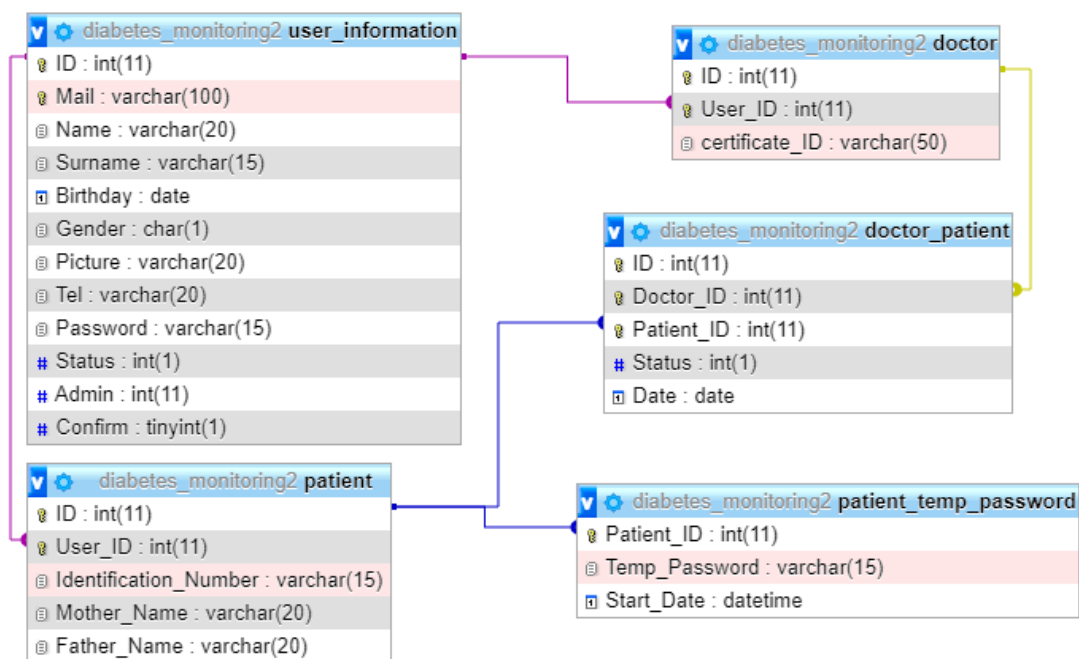 diabetes_monitoring2 user_information
ID : int(11)
Mail : varchar(100)
Name : varchar(20)
Surname : varchar(15)
Birthday : date
Gender : char(1)
Picture : varchar(20)
Tel : varchar(20)
Password : varchar(15)
Status : int(1)
Admin : int(11)
Confirm : tinyint(1)
diabetes_monitoring2 doctor
ID : int(11)
User_ID : int(11)
certificate_ID : varchar(50)
diabetes_monitoring2 doctor_patient
ID : int(11)
Doctor_ID : int(11)
Patient_ID : int(11)
Status : int(1)
Date : date
diabetes_monitoring2 patient
ID : int(11)
User_ID : int(11)
Identification_Number : varchar(15)
Mother_Name : varchar(20)
Father_Name : varchar(20)
diabetes_monitoring2 patient_temp_password
Patient_ID : int(11)
Temp_Password : varchar(15)
Start_Date : datetime